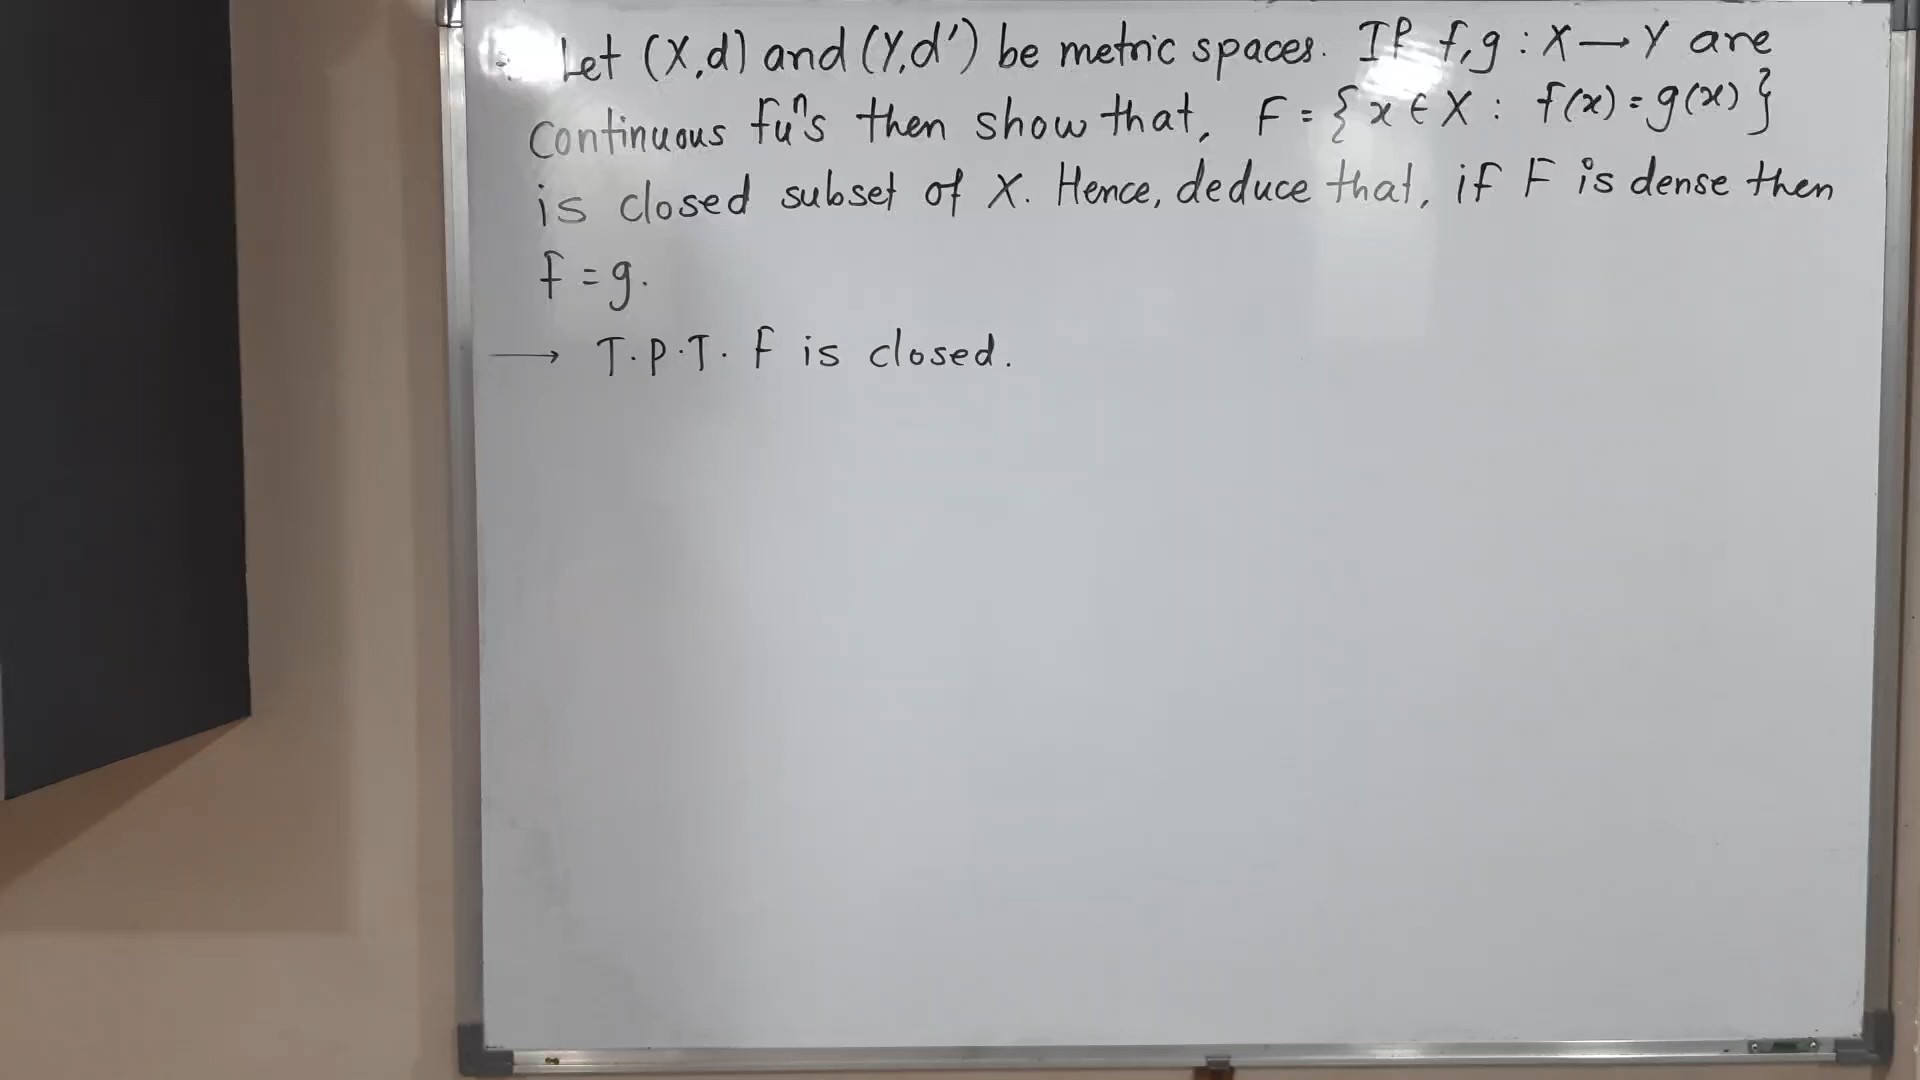 Let (X,d) and (Y,d') be metric spaces. If f,g : X → Y are
continuous fuⁿs then show that, F = {x ∈ X : f(x) = g(x)}
is closed subset of X. Hence, deduce that, if F is dense then
f = g.
→ T.P.T. F is closed.